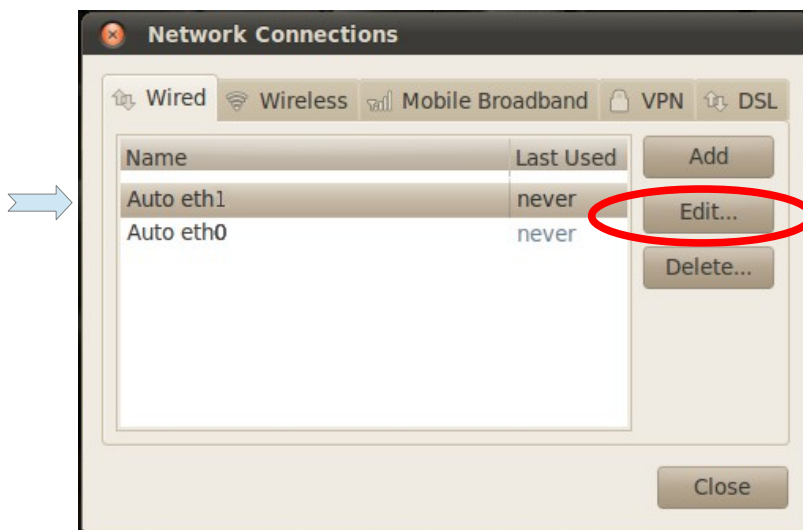 Network Connections
Wired Wireless Mobile Broadband VPN DSL
Name Last Used Add
Auto eth1 never Edit...
Auto eth0 never
Delete...
Close